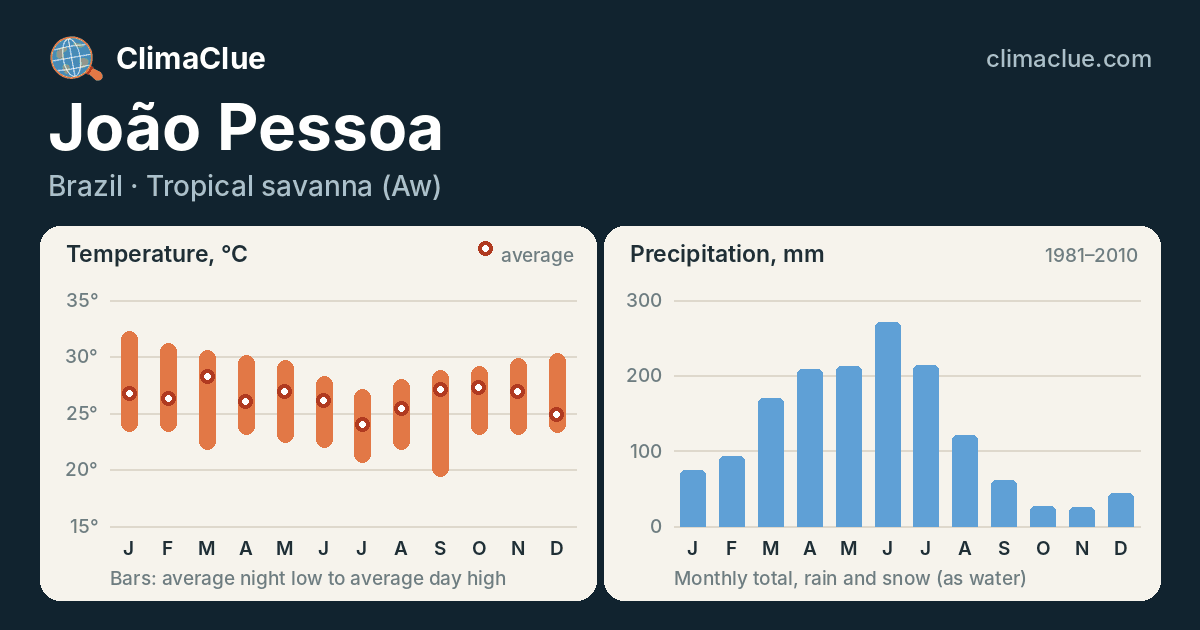 ClimaClue
climaclue.com
João Pessoa
Brazil · Tropical savanna (Aw)
Temperature, °C
average
35°
30°
25°
20°
15°
J F M A M J J A S O N D
Bars: average night low to average day high
Precipitation, mm
1981–2010
300
200
100
0
J F M A M J J A S O N D
Monthly total, rain and snow (as water)